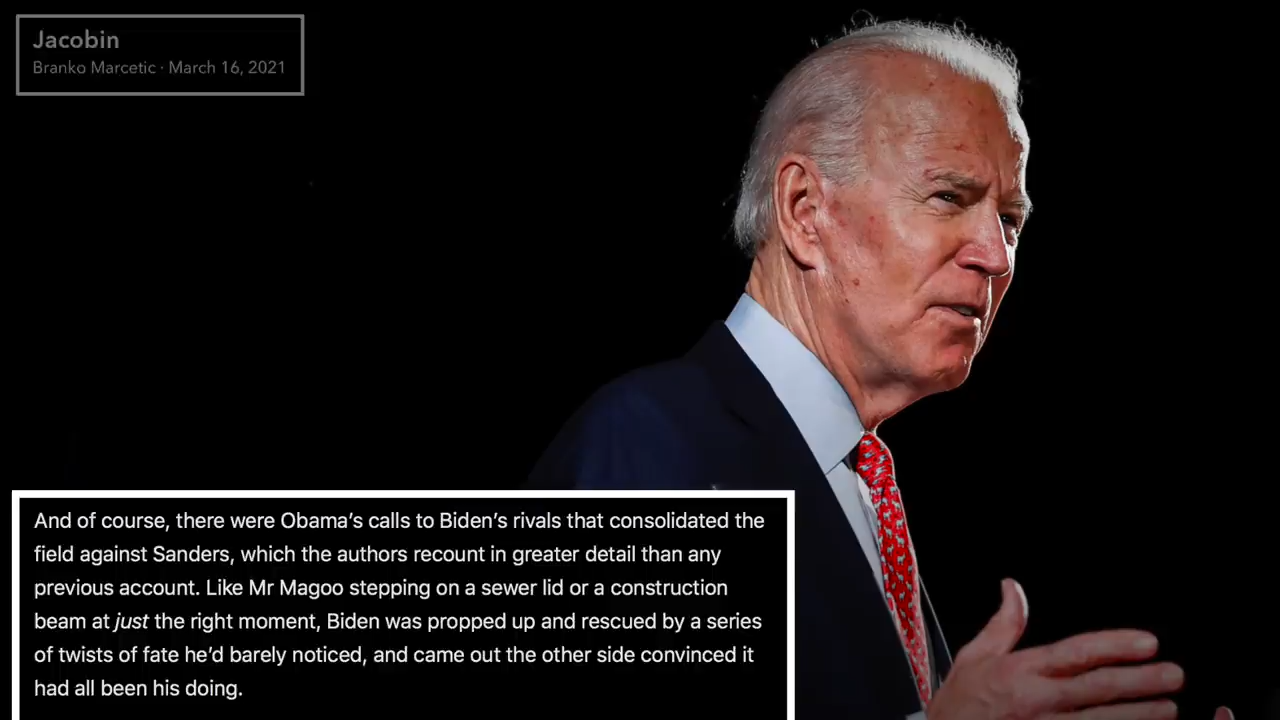 Jacobin
Branko Marcetic · March 16, 2021
And of course, there were Obama’s calls to Biden’s rivals that consolidated the
field against Sanders, which the authors recount in greater detail than any
previous account. Like Mr Magoo stepping on a sewer lid or a construction
beam at just the right moment, Biden was propped up and rescued by a series
of twists of fate he’d barely noticed, and came out the other side convinced it
had all been his doing.